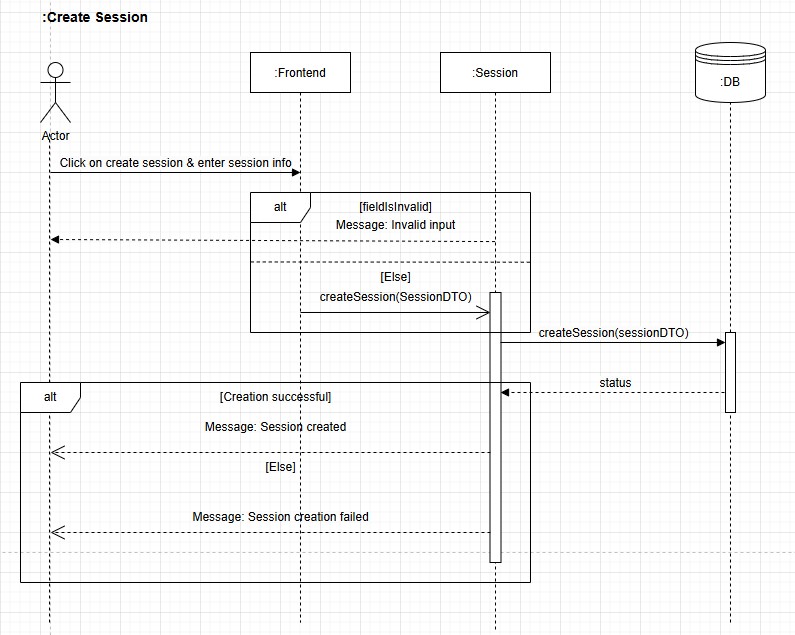 :Create Session
:Frontend
:Session
:DB
Actor
Click on create session & enter session info
alt
[fieldIsInvalid]
Message: Invalid input
[Else]
createSession(SessionDTO)
createSession(sessionDTO)
status
alt
[Creation successful]
Message: Session created
[Else]
Message: Session creation failed